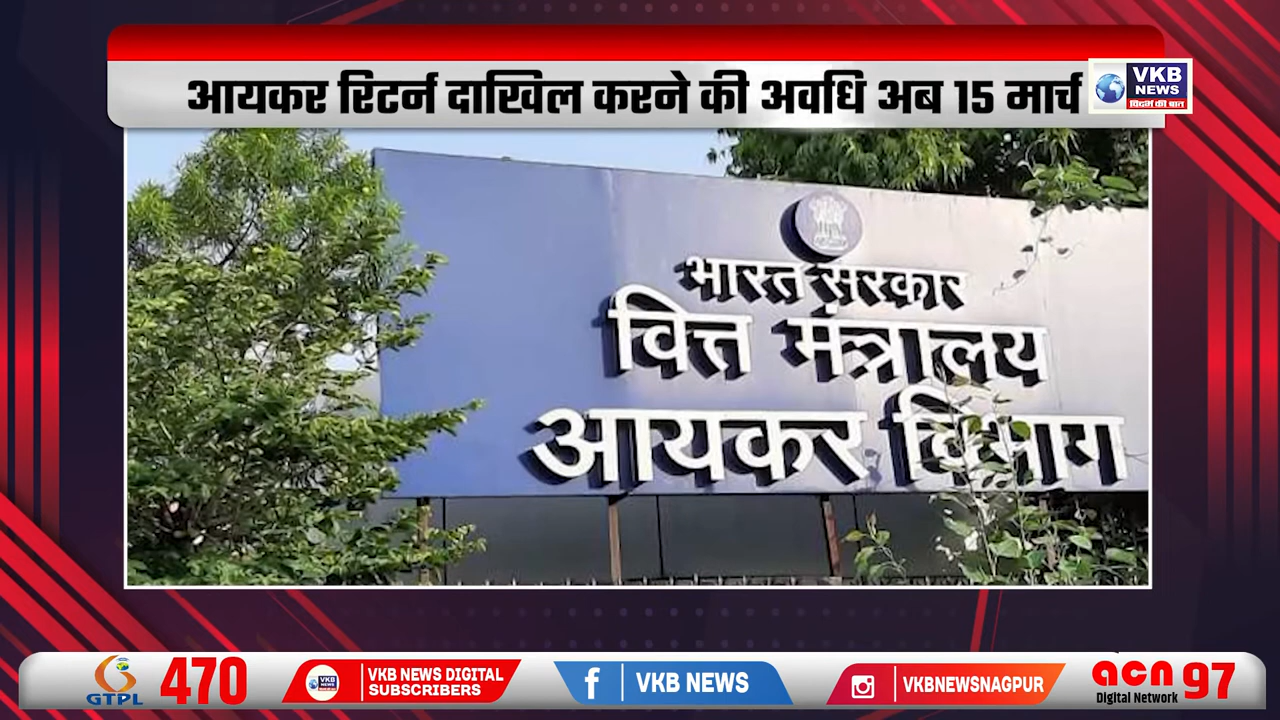 आयकर रिटर्न दाखिल करने की अवधि अब 15 मार्च
VKB
NEWS
विदर्भ की बात
भारत सरकार
वित्त मंत्रालय
आयकर विभाग
GTPL
470
VKB NEWS DIGITAL
SUBSCRIBERS
VKB NEWS
VKBNEWSNAGPUR
acn 97
Digital Network